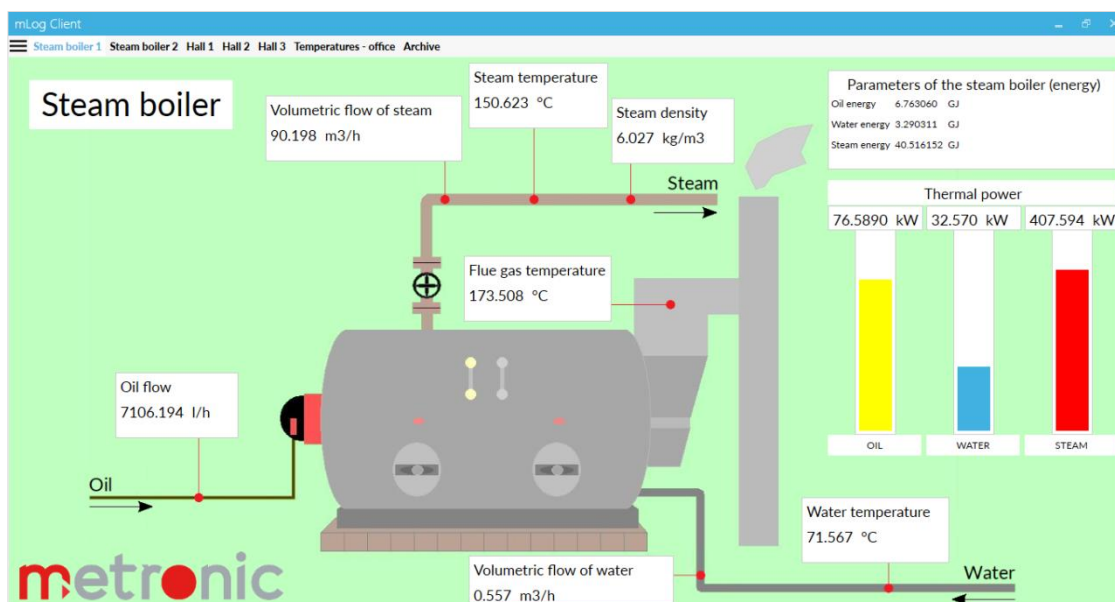 mLog Client
Steam boiler 1 Steam boiler 2 Hall 1 Hall 2 Hall 3 Temperatures - office Archive
Steam boiler
Volumetric flow of steam
90.198 m3/h
Steam temperature
150.623 °C
Steam density
6.027 kg/m3
Steam
Parameters of the steam boiler (energy)
Oil energy 6.763060 GJ
Water energy 3.290311 GJ
Steam energy 40.516152 GJ
Thermal power
76.5890 kW 32.570 kW 407.594 kW
OIL WATER STEAM
Flue gas temperature
173.508 °C
Oil flow
7106.194 l/h
Oil
Water temperature
71.567 °C
Volumetric flow of water
0.557 m3/h
Water
metronic